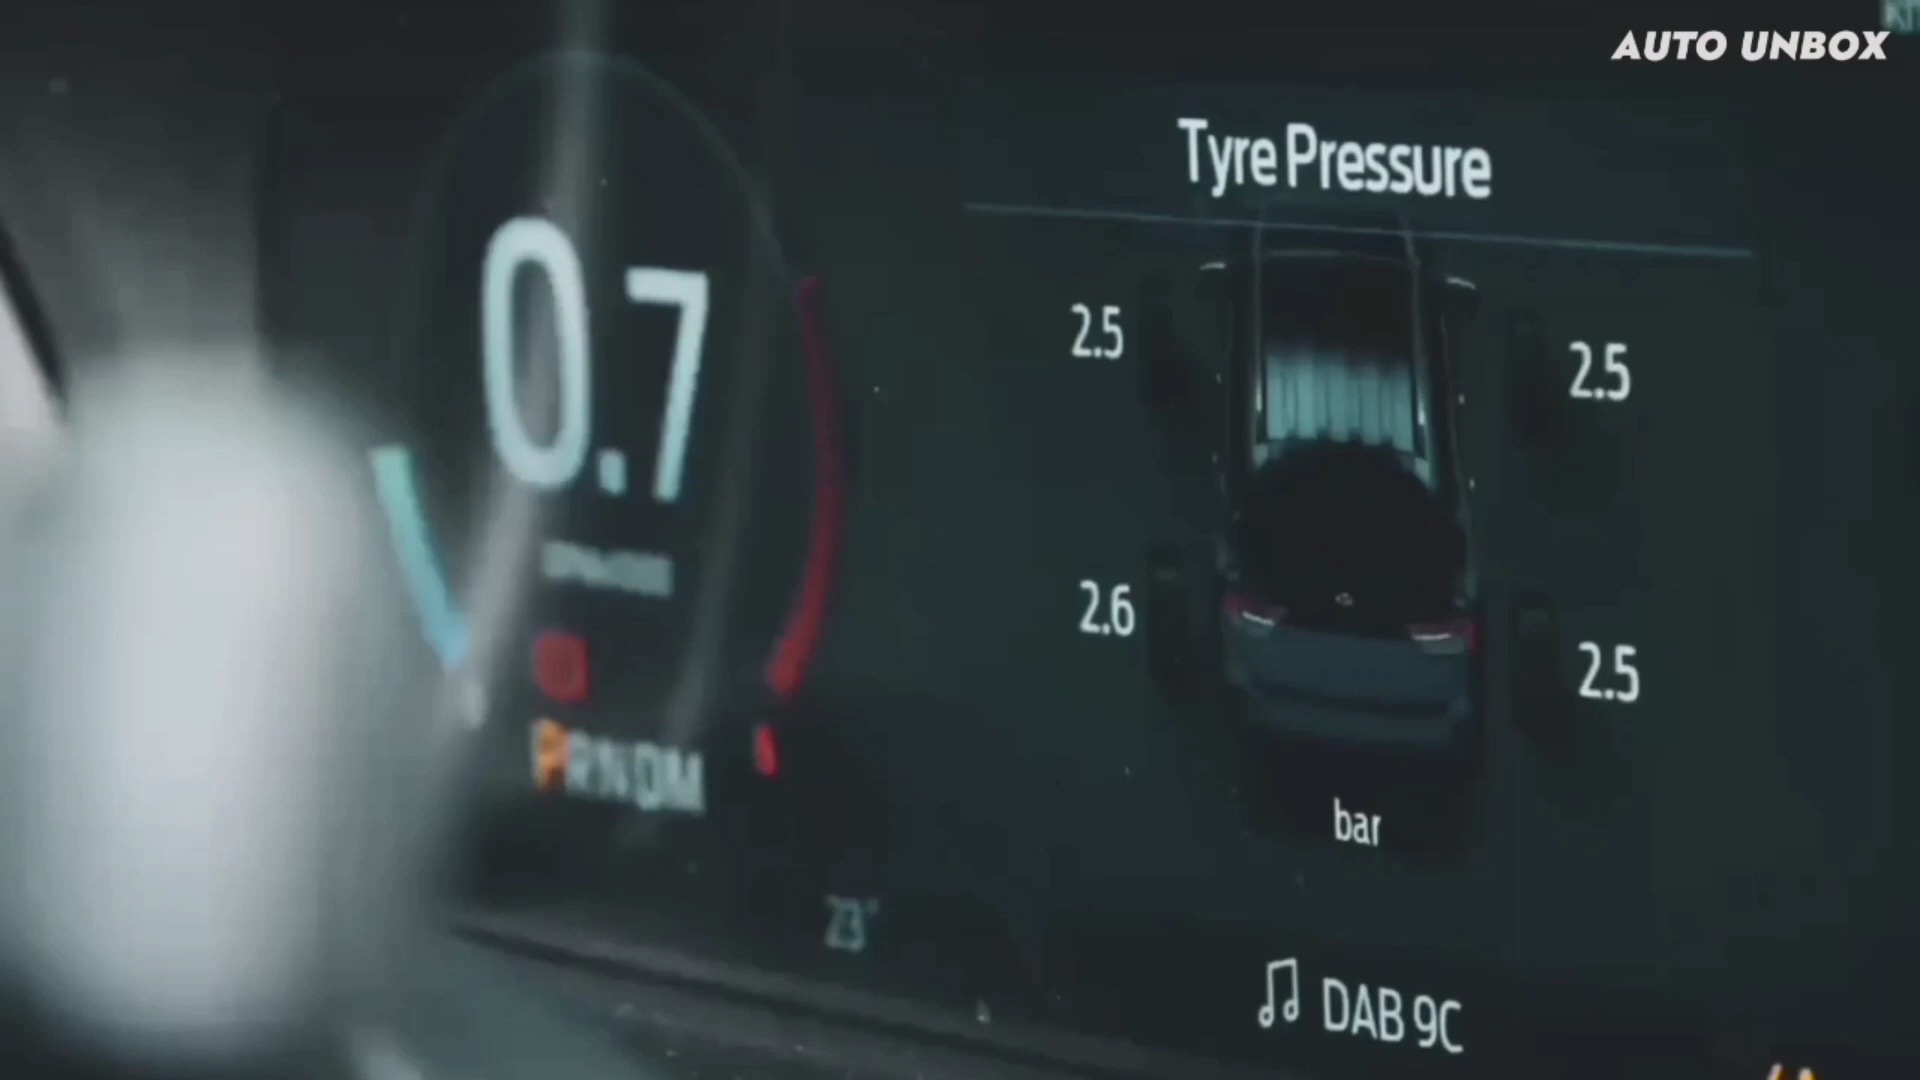 AUTO UNBOX
Tyre Pressure
0.7
2.5
2.5
2.6
2.5
PRNDM
bar
23°
DAB 9C